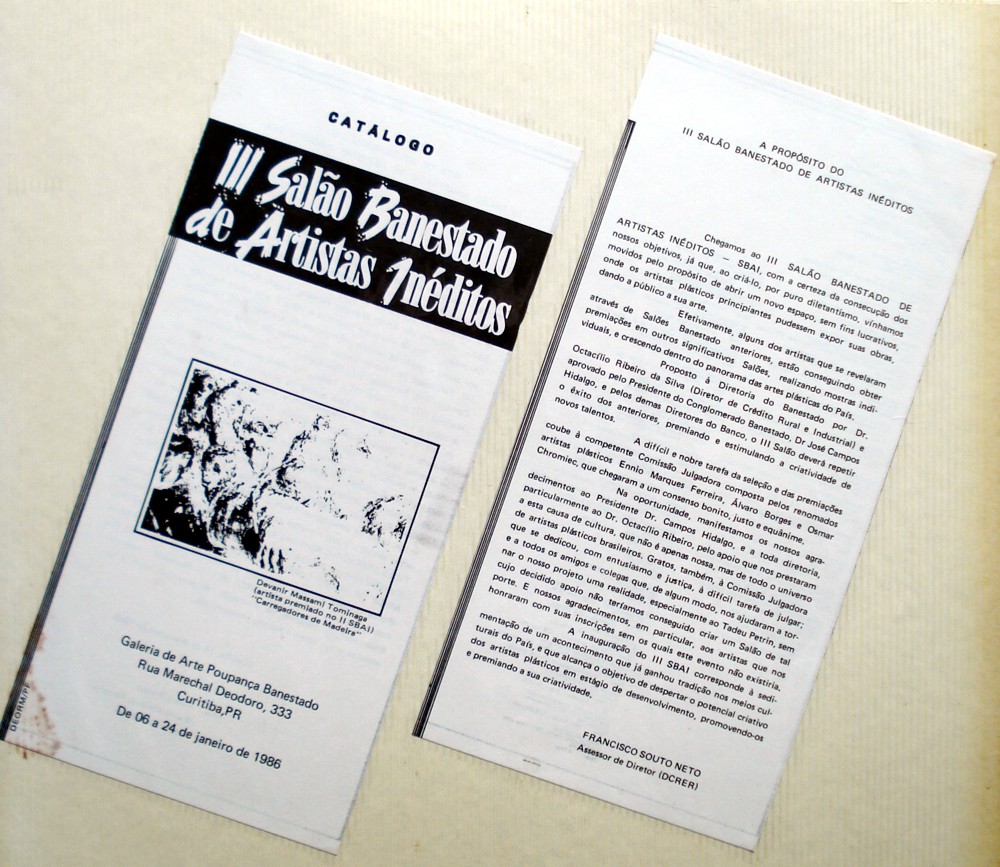 CATÁLOGO
III Salão Banestado
de Artistas Inéditos
Devanir Massami Tominaga
(artista premiado no II SBAI)
"Carregadores de Madeira"
Galeria de Arte Poupança Banestado
Rua Marechal Deodoro, 333
Curitiba,PR
De 06 a 24 de janeiro de 1986
A PROPÓSITO DO
III SALÃO BANESTADO DE ARTISTAS INÉDITOS
Chegamos ao III SALÃO BANESTADO DE
ARTISTAS INÉDITOS — SBAI, com a certeza da consecução dos
nossos objetivos, já que, ao criá-lo, por puro diletantismo, vínhamos
movidos pelo propósito de abrir um novo espaço, sem fins lucrativos,
onde os artistas plásticos principiantes pudessem expor suas obras,
dando a público a sua arte.
Efetivamente, alguns dos artistas que se revelaram
através de Salões Banestado anteriores, estão conseguindo obter
premiações em outros significativos Salões, realizando mostras indi-
viduais, e crescendo dentro do panorama das artes plásticas do País.
Proposto à Diretoria do Banestado por Dr.
Octacílio Ribeiro da Silva (Diretor de Crédito Rural e Industrial) e
aprovado pelo Presidente do Conglomerado Banestado, Dr José Campos
Hidalgo, e pelos demais Diretores do Banco, o III Salão deverá repetir
o êxito dos anteriores, premiando e estimulando a criatividade de
novos talentos.
A difícil e nobre tarefa da seleção e das premiações
coube à competente Comissão Julgadora composta pelos renomados
artistas plásticos Ennio Marques Ferreira, Álvaro Borges e Osmar
Chromiec, que chegaram a um consenso bonito, justo e equânime.
Na oportunidade, manifestamos os nossos agra-
decimentos ao Presidente Dr. Campos Hidalgo, e a toda diretoria,
particularmente ao Dr. Octacílio Ribeiro, pelo apoio que nos prestaram
a esta causa de cultura, que não é apenas nossa, mas de todo o universo
de artistas plásticos brasileiros. Gratos, também, à Comissão Julgadora
que se dedicou, com entusiasmo e justiça, à difícil tarefa de julgar;
e a todos os amigos e colegas que, de algum modo, nos ajudaram a tor-
nar o nosso projeto uma realidade, especialmente ao Tadeu Petrin, sem
cujo decidido apoio não teríamos conseguido criar um Salão de tal
porte. E nossos agradecimentos, em particular, aos artistas que nos
honraram com suas inscrições sem os quais este evento não existiria.
A inauguração do III SBAI corresponde à sedi-
mentação de um acontecimento que já ganhou tradição nos meios cul-
turais do País, e que alcança o objetivo de despertar o potencial criativo
dos artistas plásticos em estágio de desenvolvimento, promovendo-os
e premiando a sua criatividade.
FRANCISCO SOUTO NETO
Assessor de Diretor (DCRER)